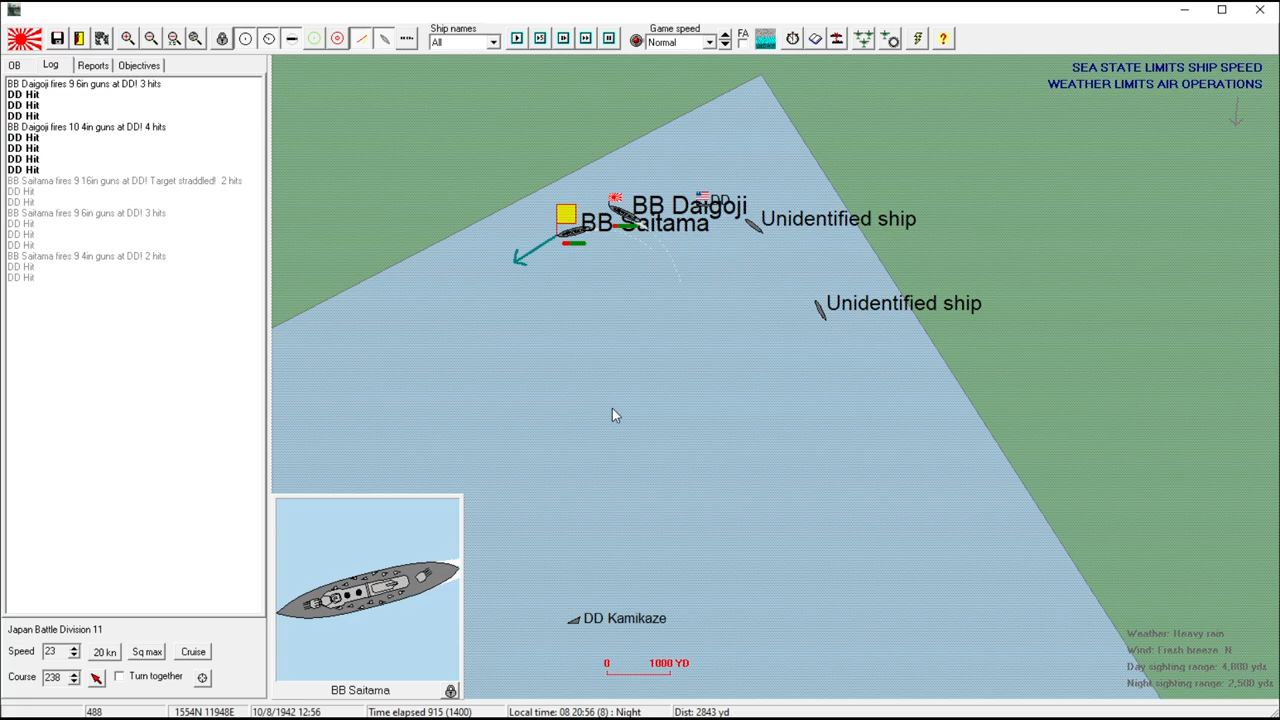 Ship names
All
Game speed
Normal
FA
OB
Log
Reports
Objectives
BB Daigoji fires 9 6in guns at DD! 3 hits
DD Hit
DD Hit
DD Hit
BB Daigoji fires 10 4in guns at DD! 4 hits
DD Hit
DD Hit
DD Hit
DD Hit
BB Saitama fires 9 16in guns at DD! Target straddled!  2 hits
DD Hit
DD Hit
BB Saitama fires 9 6in guns at DD! 3 hits
DD Hit
DD Hit
DD Hit
BB Saitama fires 9 4in guns at DD! 2 hits
DD Hit
DD Hit
SEA STATE LIMITS SHIP SPEED
WEATHER LIMITS AIR OPERATIONS
DD
BB Daigoji
BB Saitama
Unidentified ship
Unidentified ship
DD Kamikaze
0 1000 YD
Weather: Heavy rain
Wind: Fresh breeze N
Day sighting range: 4,000 yds
Night sighting range: 2,500 yds
BB Saitama
Japan Battle Division 11
Speed 23 20 kn Sq max Cruise
Course 238 Turn together
488 1554N 11948E 10/8/1942 12:56 Time elapsed 915 (1400) Local time: 08 20:56 (8) : Night Dist: 2843 yd